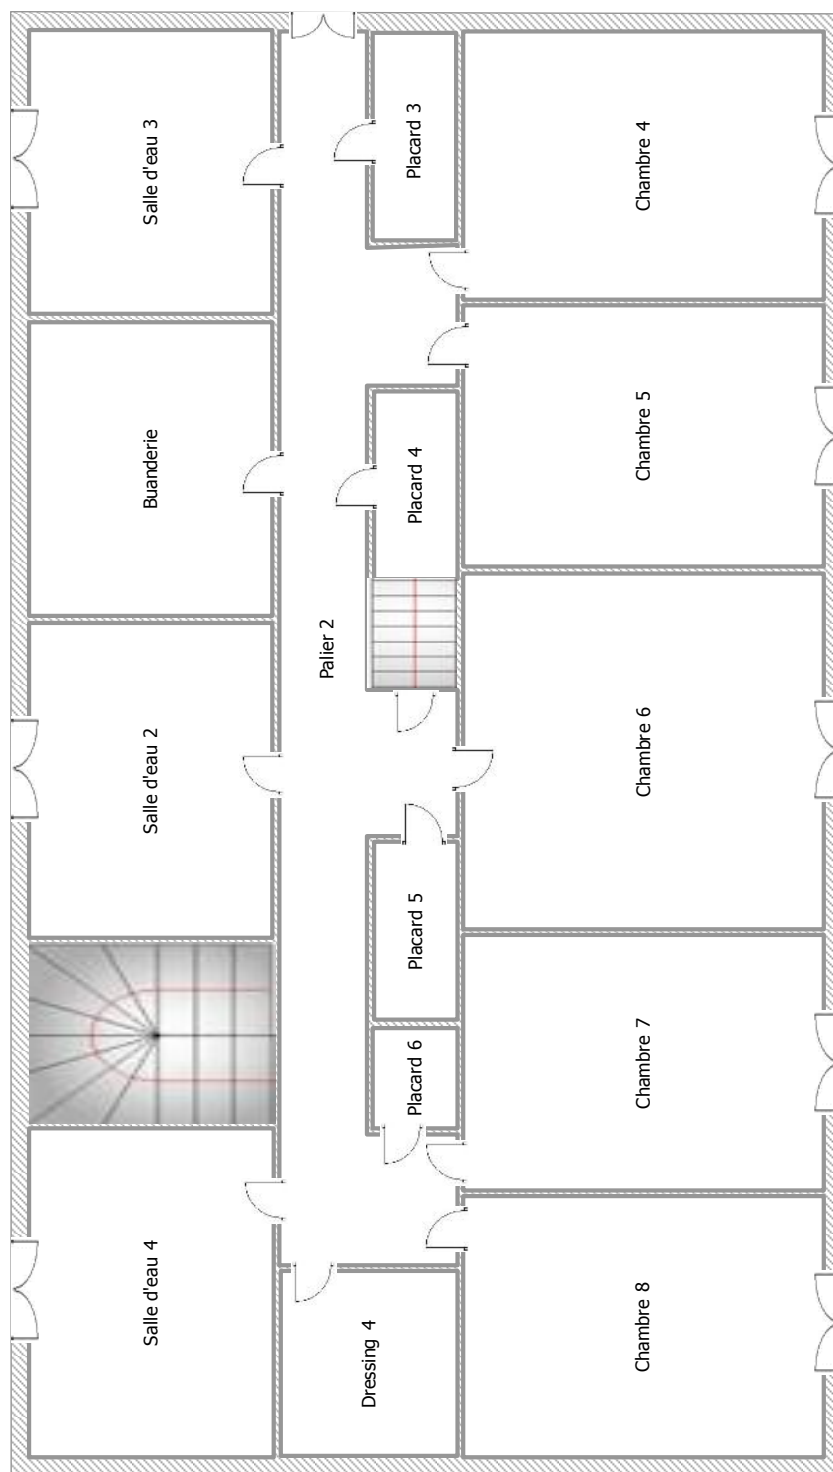 Salle d'eau 3
Placard 3
Chambre 4
Buanderie
Placard 4
Chambre 5
Palier 2
Salle d'eau 2
Chambre 6
Placard 5
Placard 6
Chambre 7
Salle d'eau 4
Dressing 4
Chambre 8